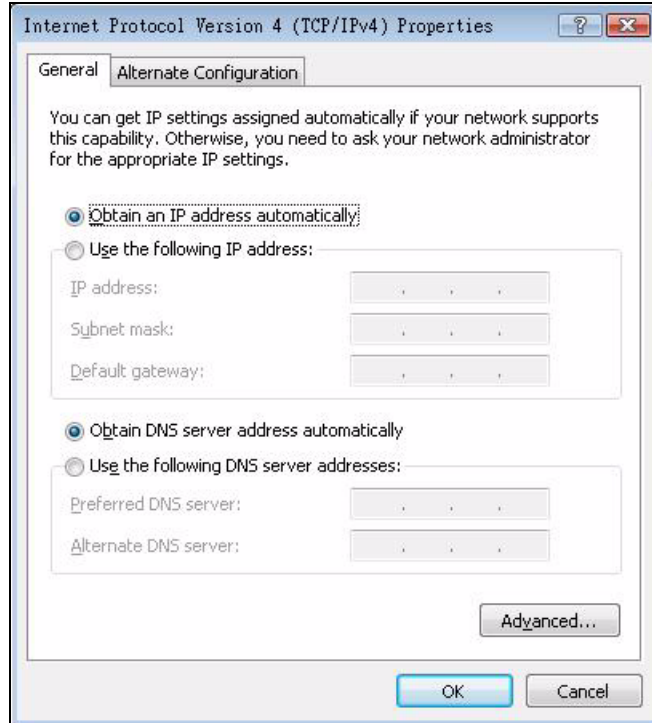 Internet Protocol Version 4 (TCP/IPv4) Properties
General
Alternate Configuration
You can get IP settings assigned automatically if your network supports
this capability. Otherwise, you need to ask your network administrator
for the appropriate IP settings.
Obtain an IP address automatically
Use the following IP address:
IP address:
Subnet mask:
Default gateway:
Obtain DNS server address automatically
Use the following DNS server addresses:
Preferred DNS server:
Alternate DNS server:
Advanced...
OK
Cancel